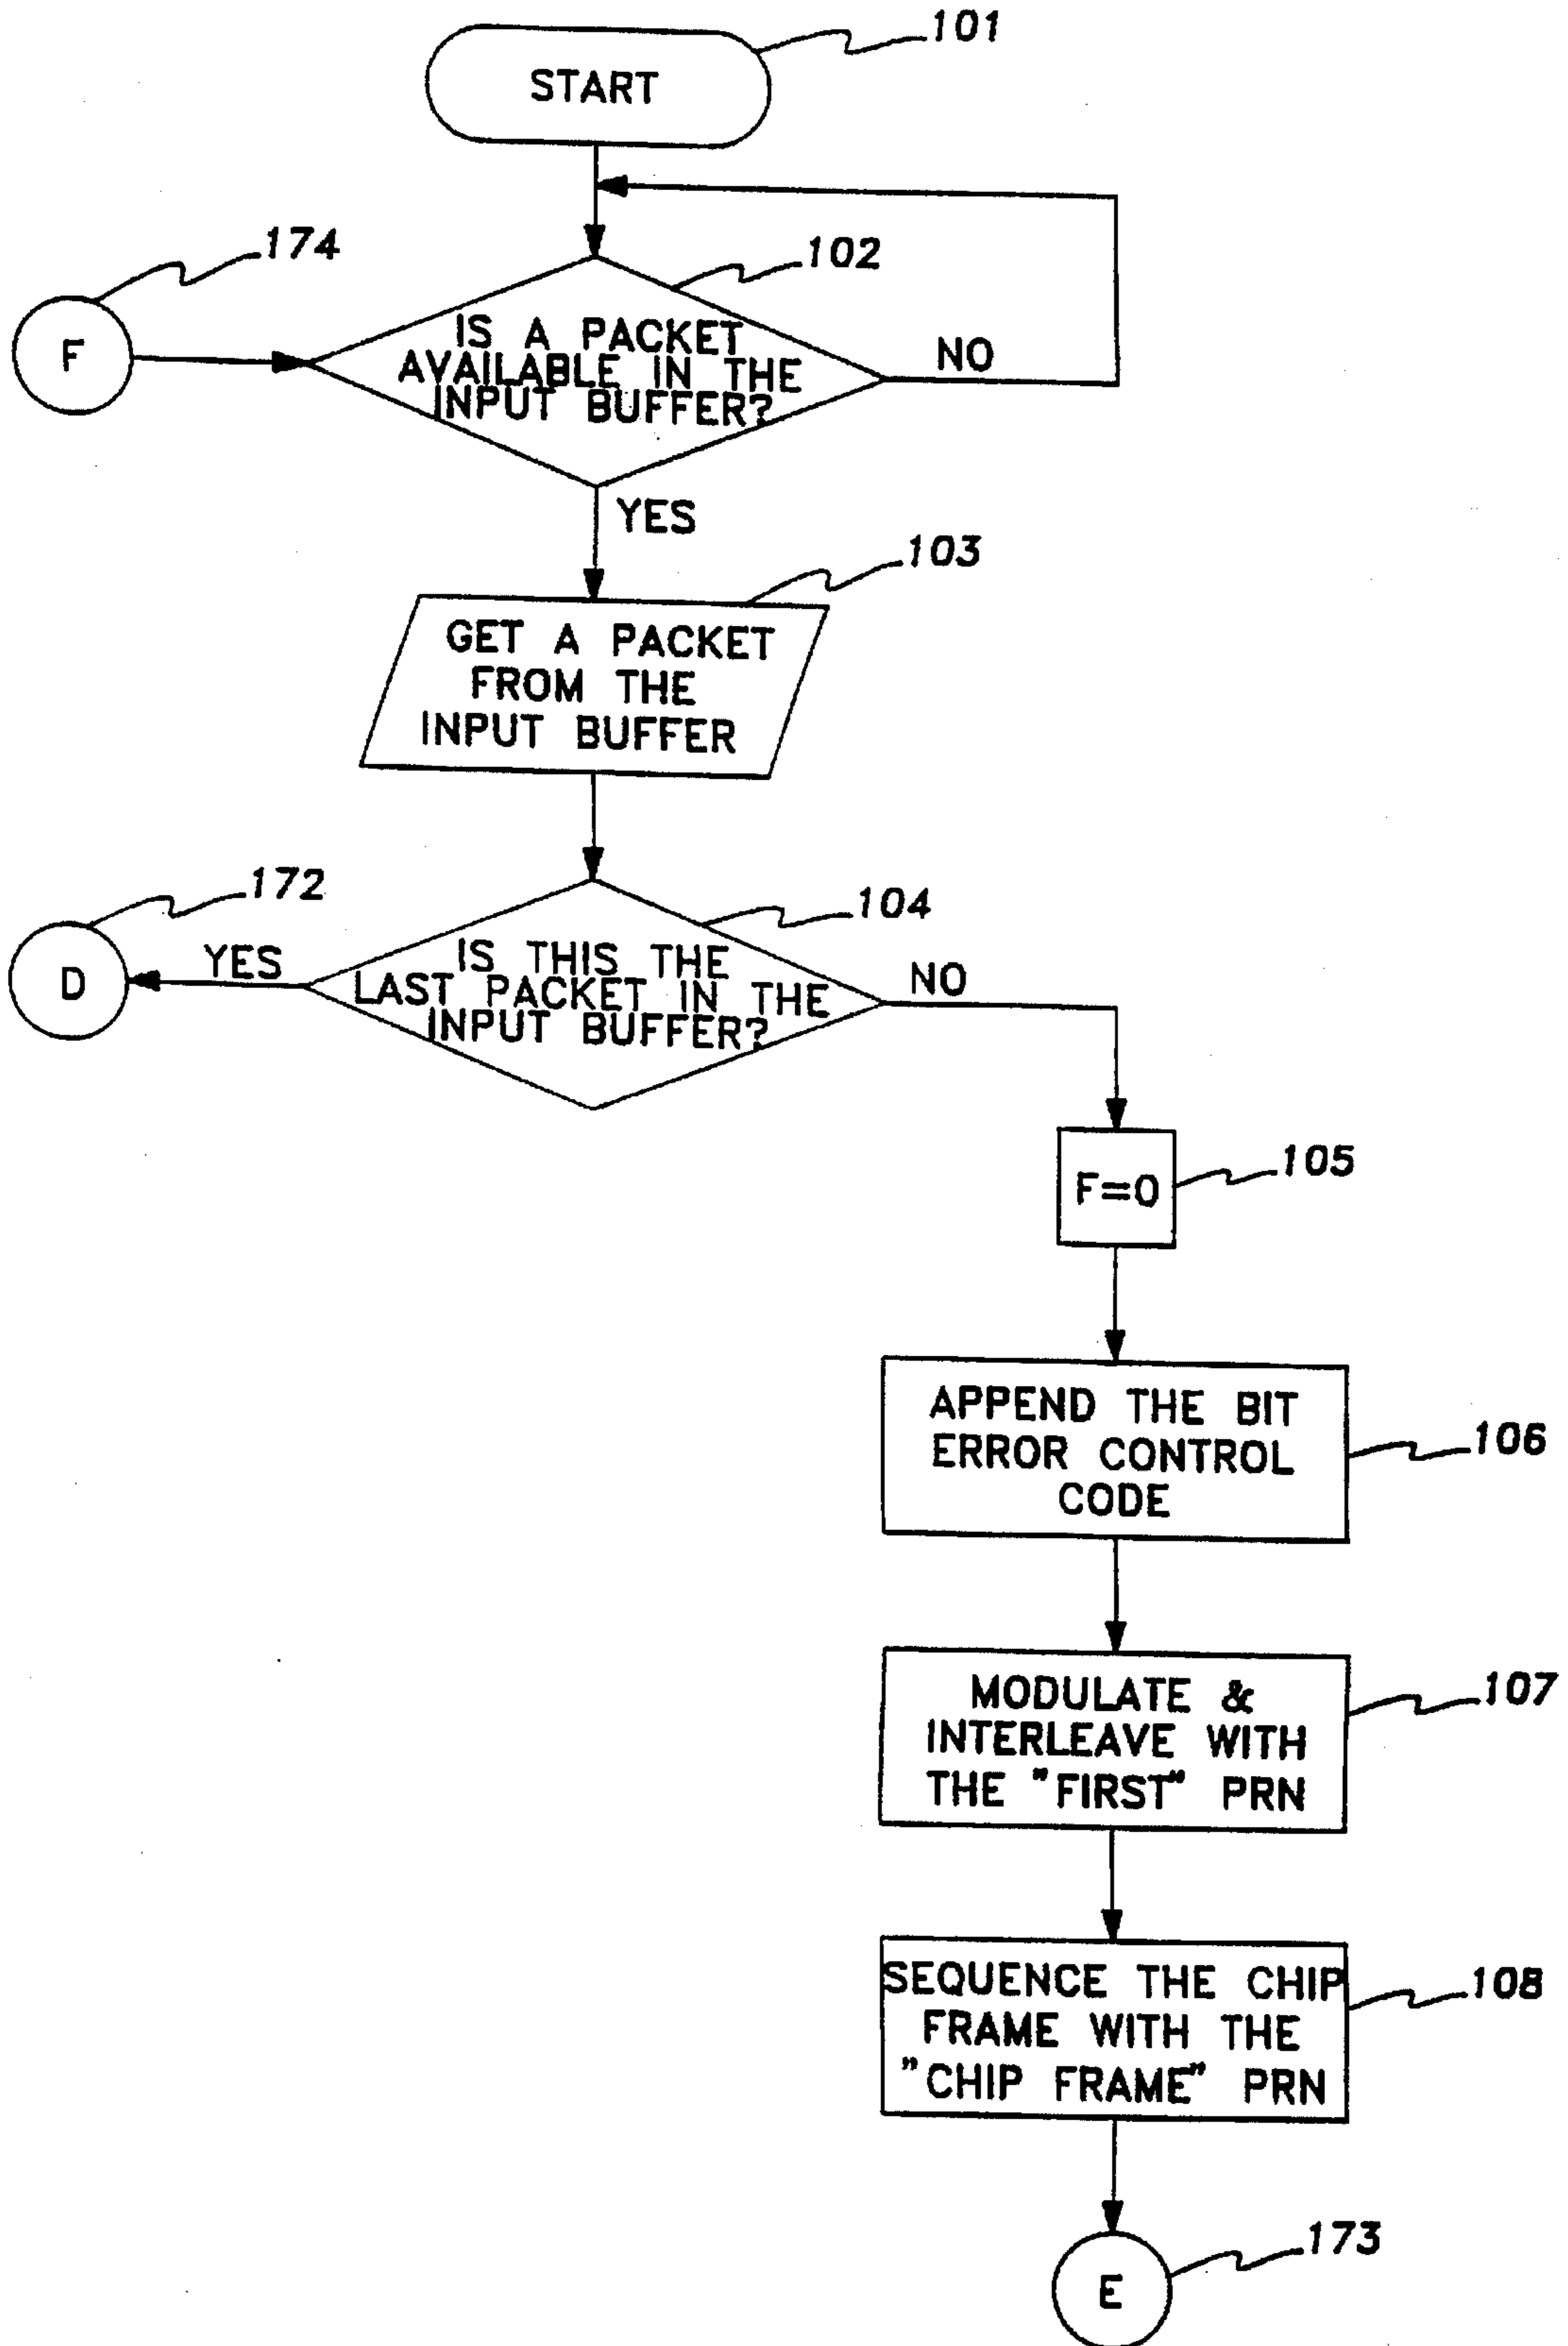 101
START
174
102
F
IS A PACKET
AVAILABLE IN THE
INPUT BUFFER?
NO
YES
103
GET A PACKET
FROM THE
INPUT BUFFER
172
104
D
YES
IS THIS THE
LAST PACKET IN THE
INPUT BUFFER?
NO
105
F=0
APPEND THE BIT
ERROR CONTROL
CODE
106
MODULATE &
INTERLEAVE WITH
THE "FIRST" PRN
107
SEQUENCE THE CHIP
FRAME WITH THE
"CHIP FRAME" PRN
108
173
E